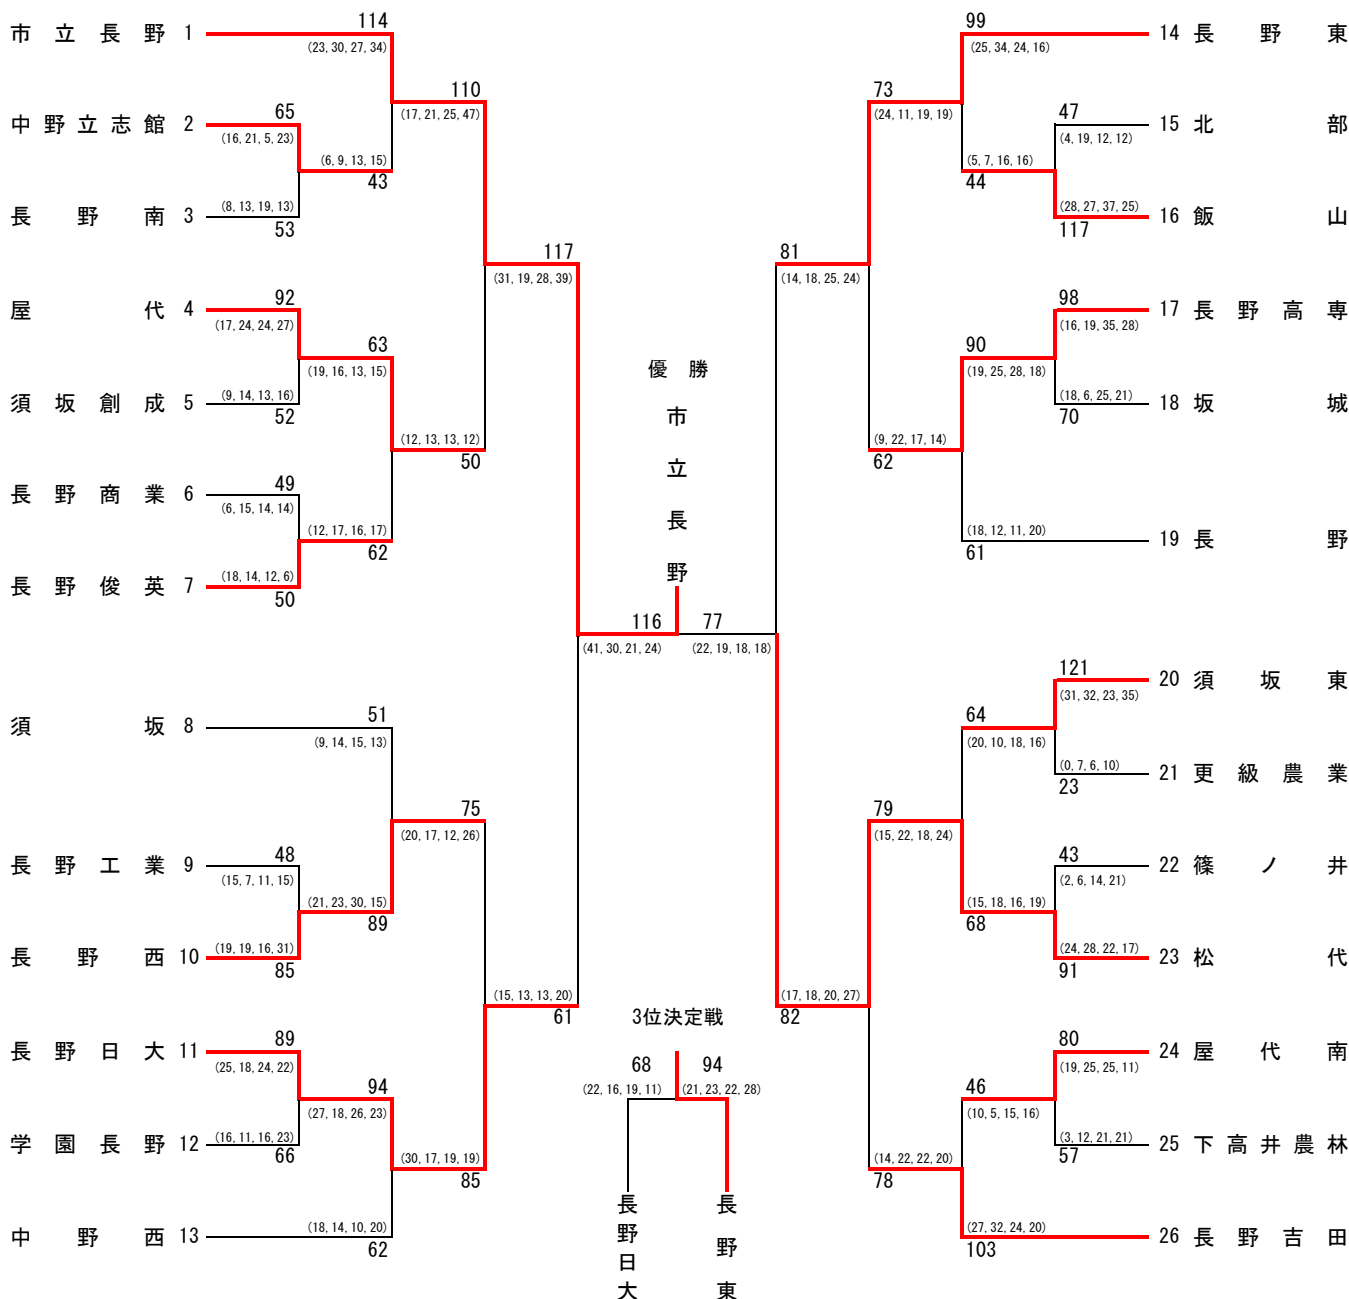 市立長野 1
114
(23, 30, 27, 34)
中野立志館 2
65
(16, 21, 5, 23)
長野南 3
(8, 13, 19, 13)
53
(6, 9, 13, 15)
43
110
(17, 21, 25, 47)
屋代 4
92
(17, 24, 24, 27)
須坂創成 5
(9, 14, 13, 16)
52
63
(19, 16, 13, 15)
長野商業 6
49
(6, 15, 14, 14)
長野俊英 7
(18, 14, 12, 6)
50
(12, 17, 16, 17)
62
(12, 13, 13, 12)
50
117
(31, 19, 28, 39)
須坂 8
51
(9, 14, 15, 13)
長野工業 9
48
(15, 7, 11, 15)
長野西 10
(19, 19, 16, 31)
85
(21, 23, 30, 15)
89
75
(20, 17, 12, 26)
長野日大 11
89
(25, 18, 24, 22)
学園長野 12
(16, 11, 16, 23)
66
94
(27, 18, 26, 23)
中野西 13
(18, 14, 10, 20)
62
(30, 17, 19, 19)
85
(15, 13, 13, 20)
61
優勝
市立長野
116
(41, 30, 21, 24)
77
(22, 19, 18, 18)
3位決定戦
68
(22, 16, 19, 11)
94
(21, 23, 22, 28)
長野日大
長野東
99
(25, 34, 24, 16)
14 長野東
47
(4, 19, 12, 12)
15 北部
(28, 27, 37, 25)
117
16 飯山
(5, 7, 16, 16)
44
73
(24, 11, 19, 19)
98
(16, 19, 35, 28)
17 長野高専
(18, 6, 25, 21)
70
18 坂城
90
(19, 25, 28, 18)
(18, 12, 11, 20)
61
19 長野
(9, 22, 17, 14)
62
81
(14, 18, 25, 24)
121
(31, 32, 23, 35)
20 須坂東
(0, 7, 6, 10)
23
21 更級農業
64
(20, 10, 18, 16)
43
(2, 6, 14, 21)
22 篠ノ井
(24, 28, 22, 17)
91
23 松代
(15, 18, 16, 19)
68
79
(15, 22, 18, 24)
80
(19, 25, 25, 11)
24 屋代南
(3, 12, 21, 21)
57
25 下高井農林
46
(10, 5, 15, 16)
(27, 32, 24, 20)
103
26 長野吉田
(14, 22, 22, 20)
78
(17, 18, 20, 27)
82